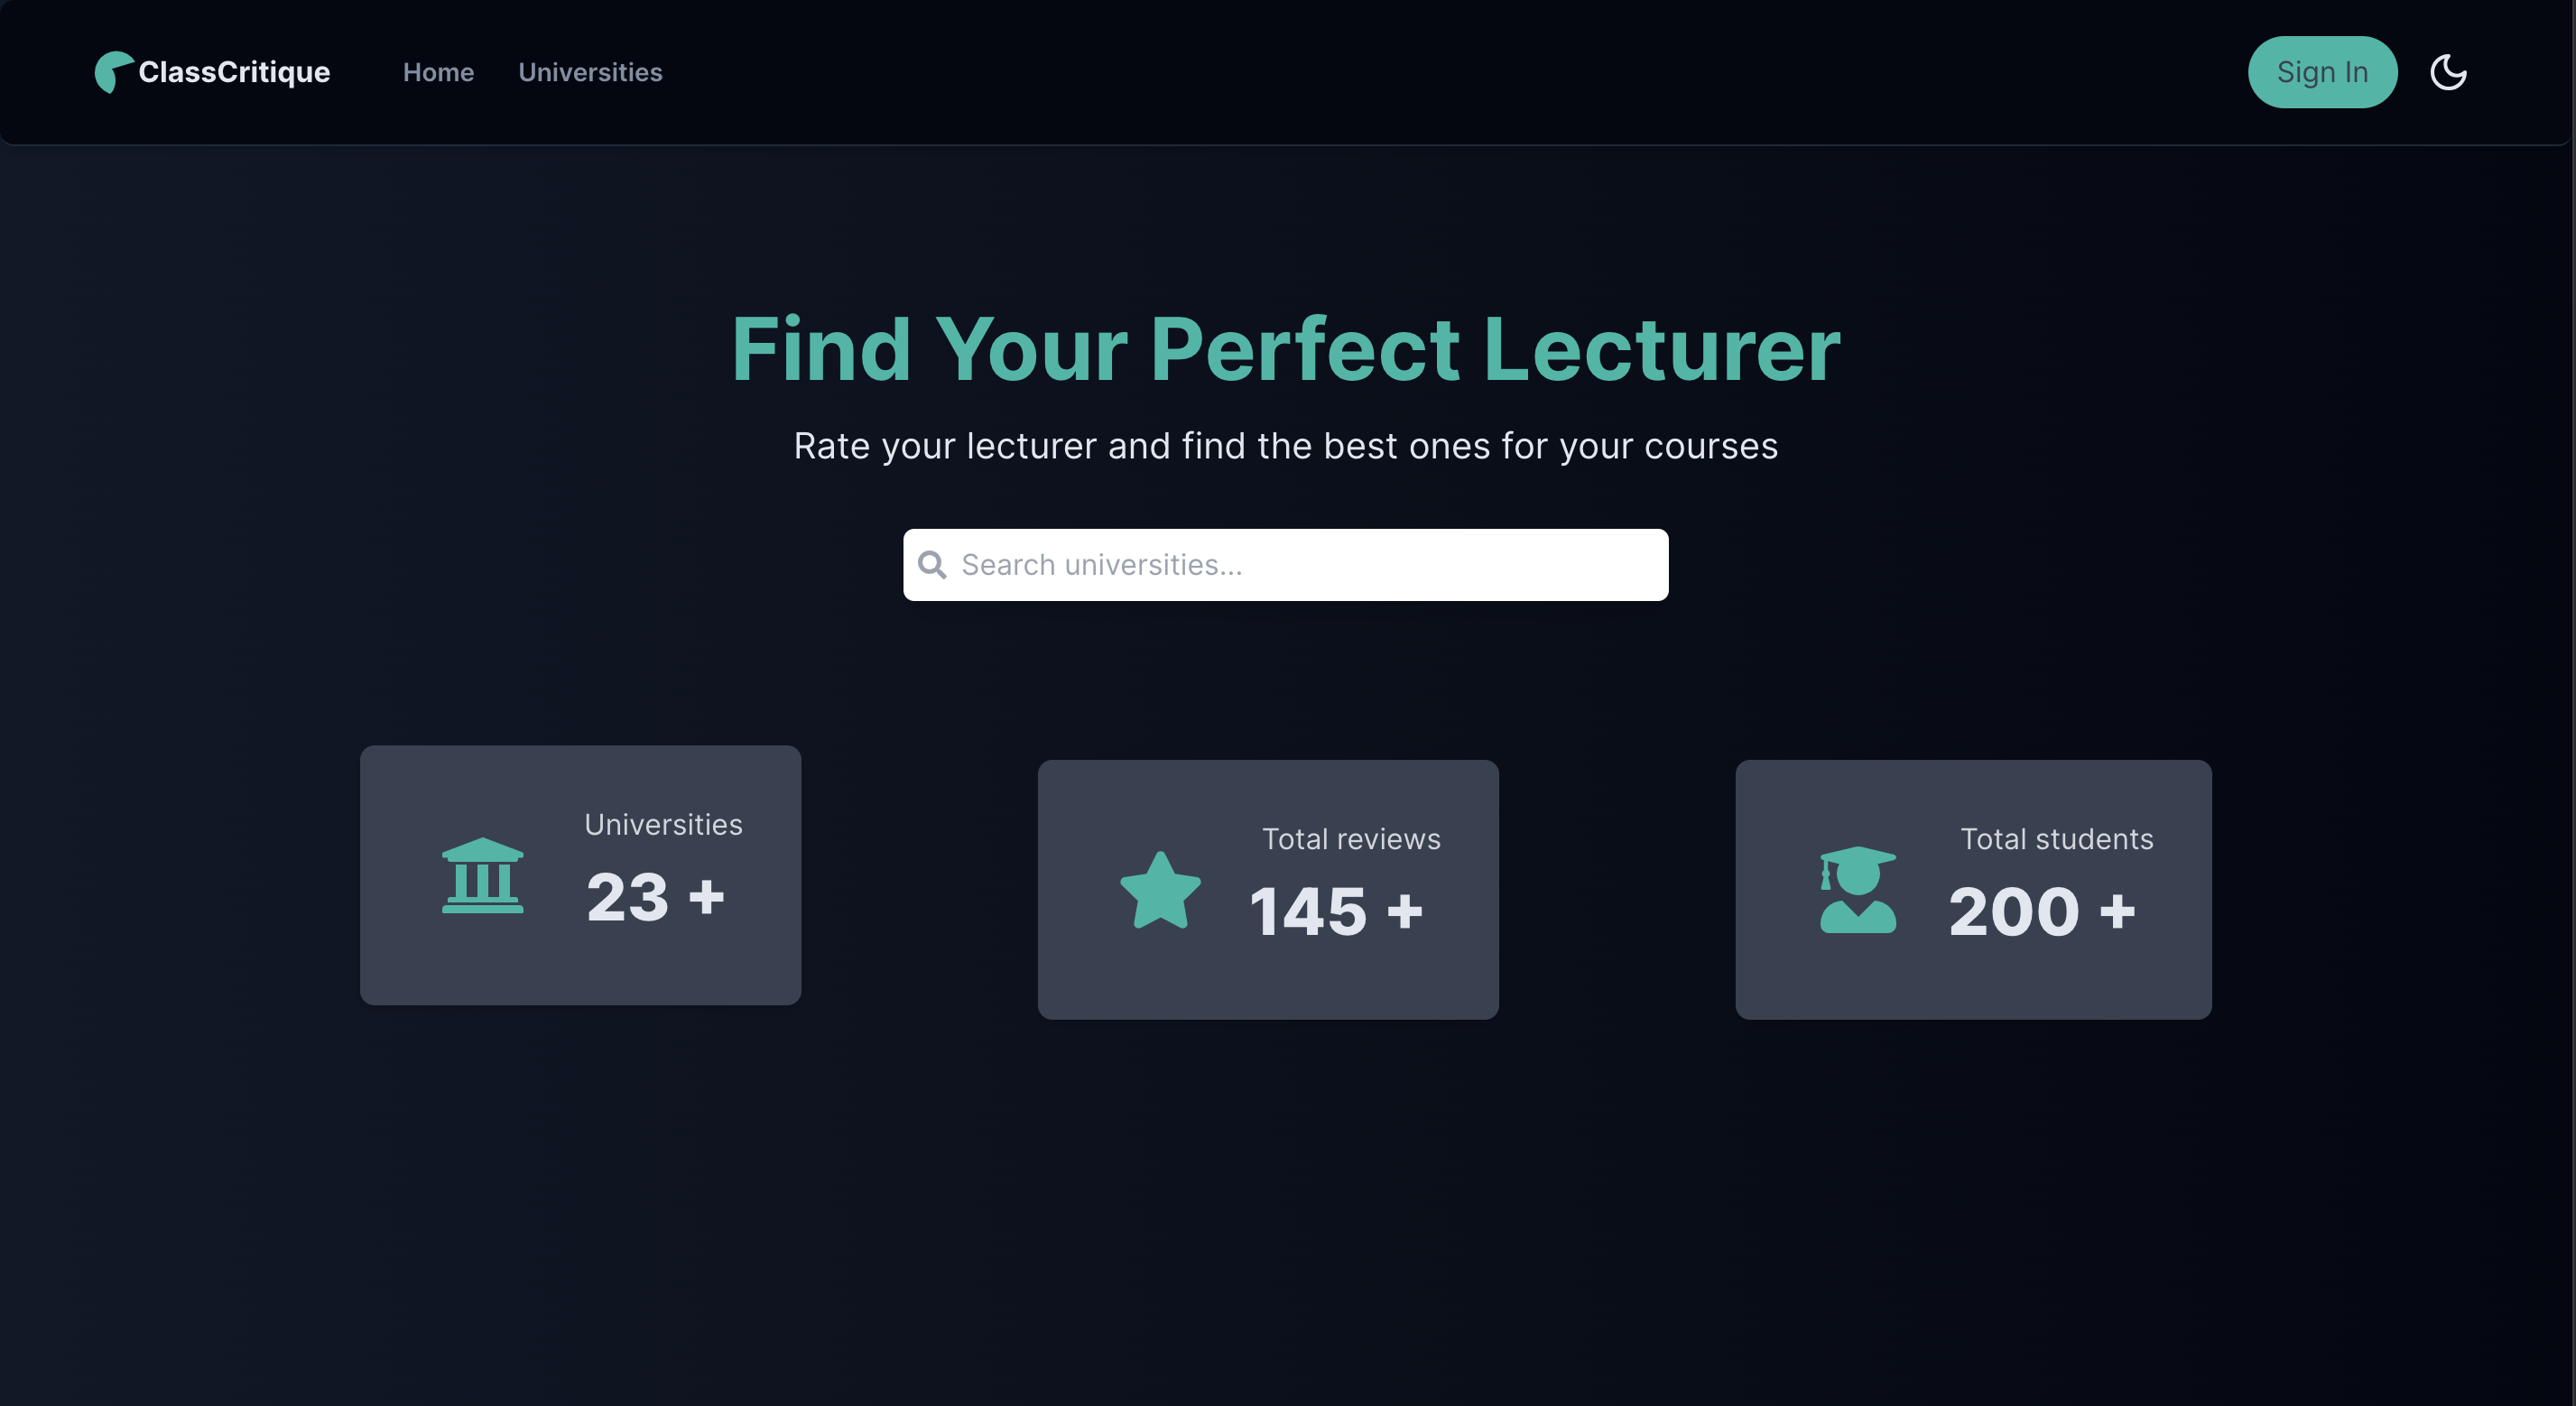 ClassCritique
Home
Universities
Sign In
Find Your Perfect Lecturer
Rate your lecturer and find the best ones for your courses
Search universities...
Universities
23 +
Total reviews
145 +
Total students
200 +